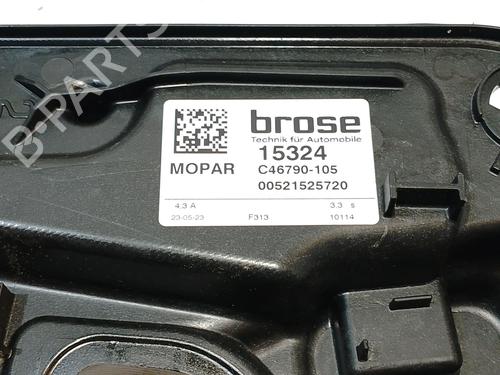 B-PARTS
brose
Technik für Automobile
MOPAR
15324
C46790-105
00521525720
4.3 A
3.3 s
23-05-23
F313
10114